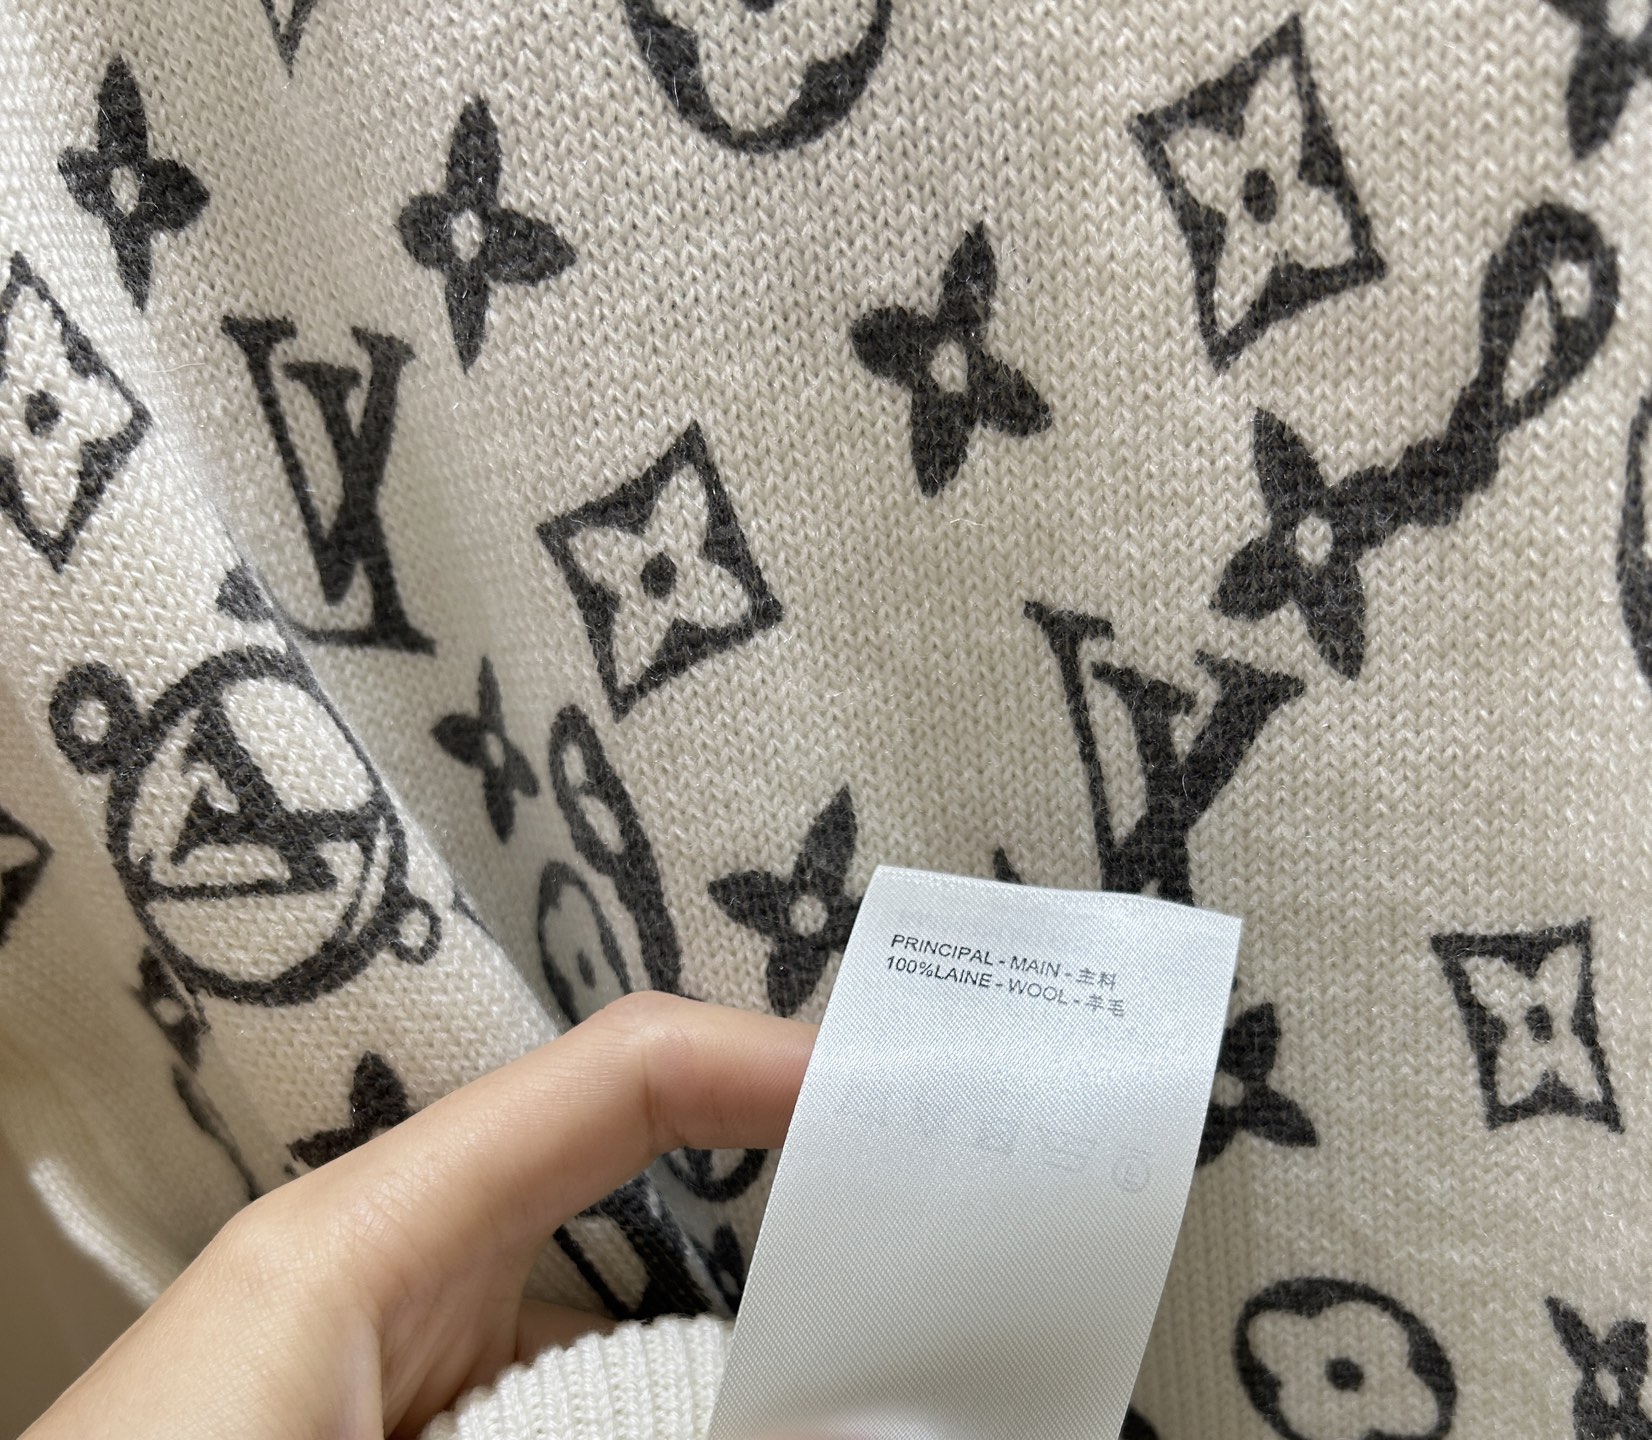 PRINCIPAL - MAIN - 主料
100%LAINE - WOOL - 羊毛